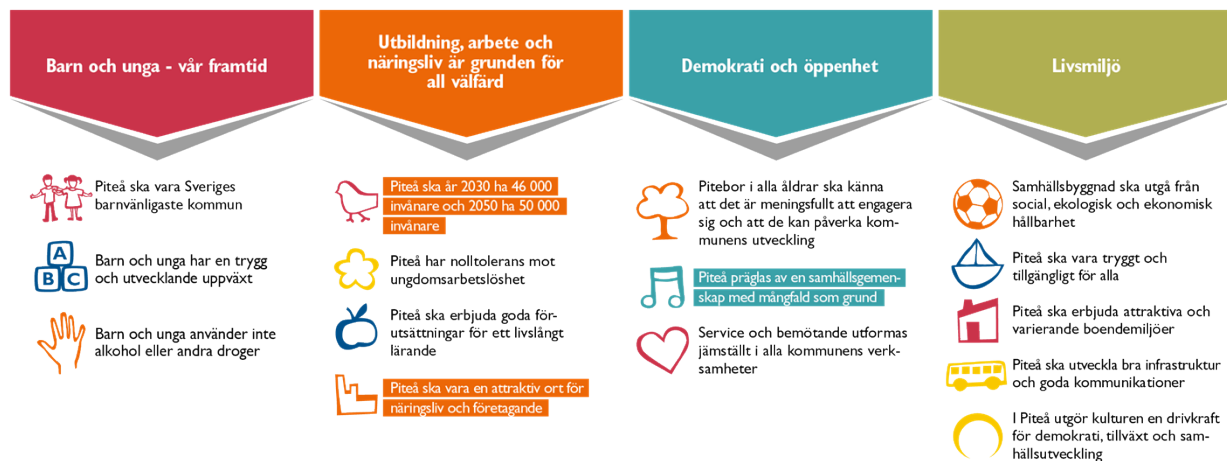 Barn och unga - vår framtid
Piteå ska vara Sveriges
barnvänligaste kommun
A
B C
Barn och unga har en trygg
och utvecklande uppväxt
Barn och unga använder inte
alkohol eller andra droger
Utbildning, arbete och
näringsliv är grunden för
all välfärd
Piteå ska år 2030 ha 46 000
invånare och 2050 ha 50 000
invånare
Piteå har nolltolerans mot
ungdomsarbetslöshet
Piteå ska erbjuda goda för-
utsättningar för ett livslångt
lärande
Piteå ska vara en attraktiv ort för
näringsliv och företagande
Demokrati och öppenhet
Pitebor i alla åldrar ska känna
att det är meningsfullt att engagera
sig och att de kan påverka kom-
munens utveckling
Piteå präglas av en samhällsgemen-
skap med mångfald som grund
Service och bemötande utformas
jämställt i alla kommunens verk-
samheter
Livsmiljö
Samhällsbyggnad ska utgå från
social, ekologisk och ekonomisk
hållbarhet
Piteå ska vara tryggt och
tillgängligt för alla
Piteå ska erbjuda attraktiva och
varierande boendemiljöer
Piteå ska utveckla bra infrastruktur
och goda kommunikationer
I Piteå utgör kulturen en drivkraft
för demokrati, tillväxt och sam-
hällsutveckling